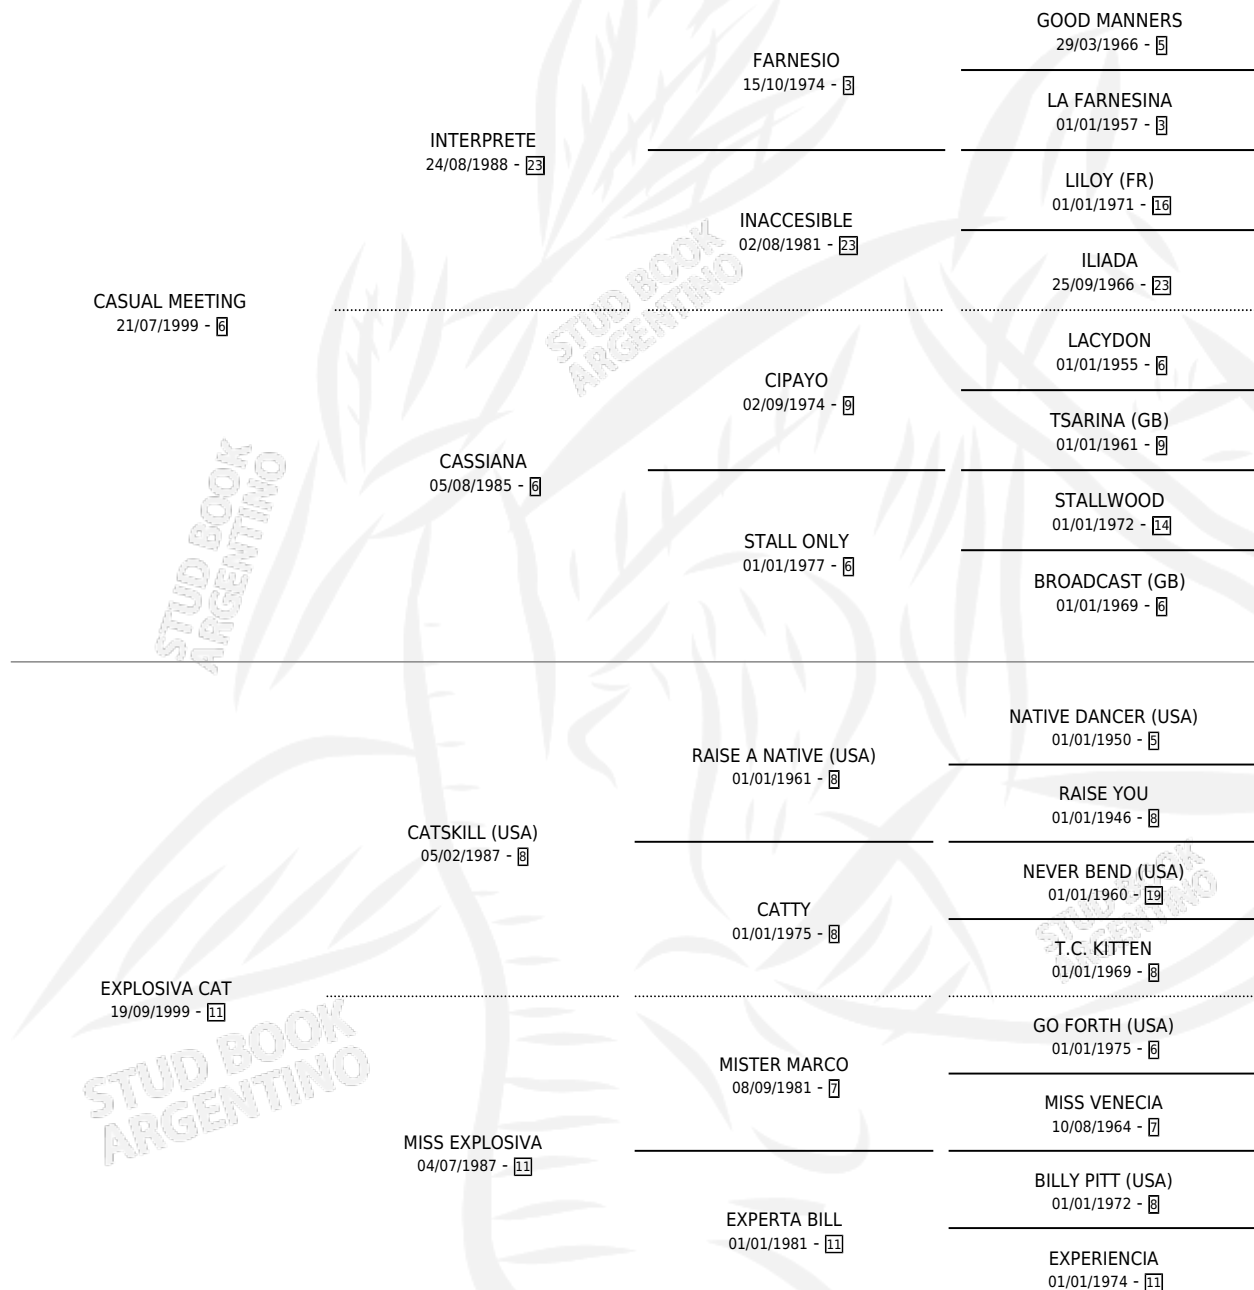 GOOD MANNERS
29/03/1966 - 5
FARNESIO
15/10/1974 - 3
LA FARNESINA
01/01/1957 - 3
INTERPRETE
24/08/1988 - 23
LILOY (FR)
01/01/1971 - 16
INACCESIBLE
02/08/1981 - 23
ILIADA
25/09/1966 - 23
CASUAL MEETING
21/07/1999 - 6
LACYDON
01/01/1955 - 6
CIPAYO
02/09/1974 - 9
TSARINA (GB)
01/01/1961 - 9
CASSIANA
05/08/1985 - 6
STALLWOOD
01/01/1972 - 14
STALL ONLY
01/01/1977 - 6
BROADCAST (GB)
01/01/1969 - 6
NATIVE DANCER (USA)
01/01/1950 - 5
RAISE A NATIVE (USA)
01/01/1961 - 8
RAISE YOU
01/01/1946 - 8
CATSKILL (USA)
05/02/1987 - 8
NEVER BEND (USA)
01/01/1960 - 19
CATTY
01/01/1975 - 8
T.C. KITTEN
01/01/1969 - 8
EXPLOSIVA CAT
19/09/1999 - 11
GO FORTH (USA)
01/01/1975 - 6
MISTER MARCO
08/09/1981 - 7
MISS VENECIA
10/08/1964 - 7
MISS EXPLOSIVA
04/07/1987 - 11
BILLY PITT (USA)
01/01/1972 - 8
EXPERTA BILL
01/01/1981 - 11
EXPERIENCIA
01/01/1974 - 11
STUD BOOK
ARGENTINO
STUD BOOK
ARGENTINO
STUD BOOK
ARGENTINO
STUD BOOK
ARGENTINO